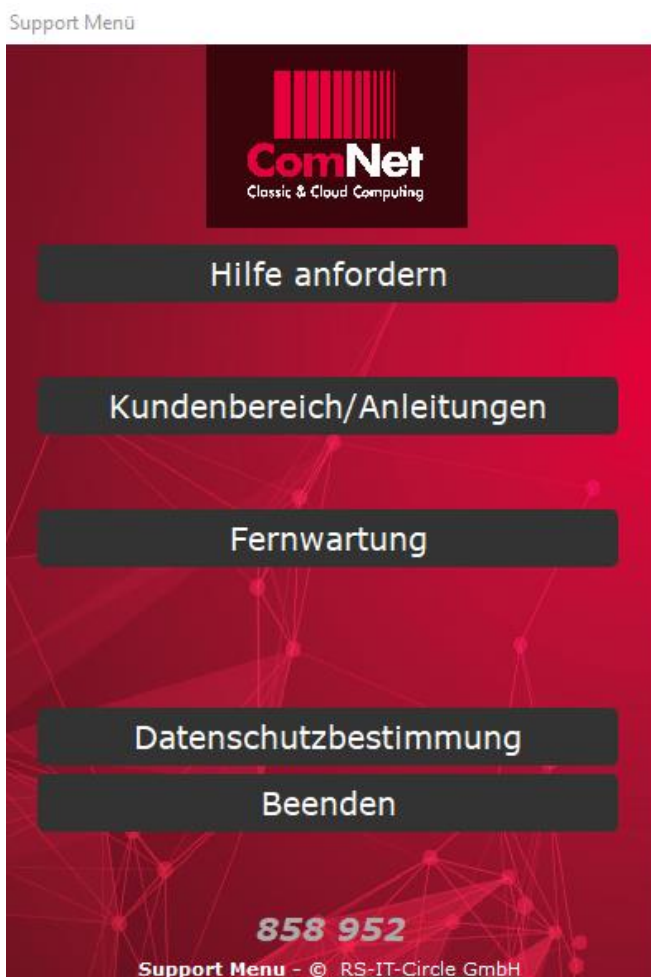 Support Menü
ComNet
Classic & Cloud Computing
Hilfe anfordern
Kundenbereich/Anleitungen
Fernwartung
Datenschutzbestimmung
Beenden
858 952
Support Menu - © RS-IT-Circle GmbH